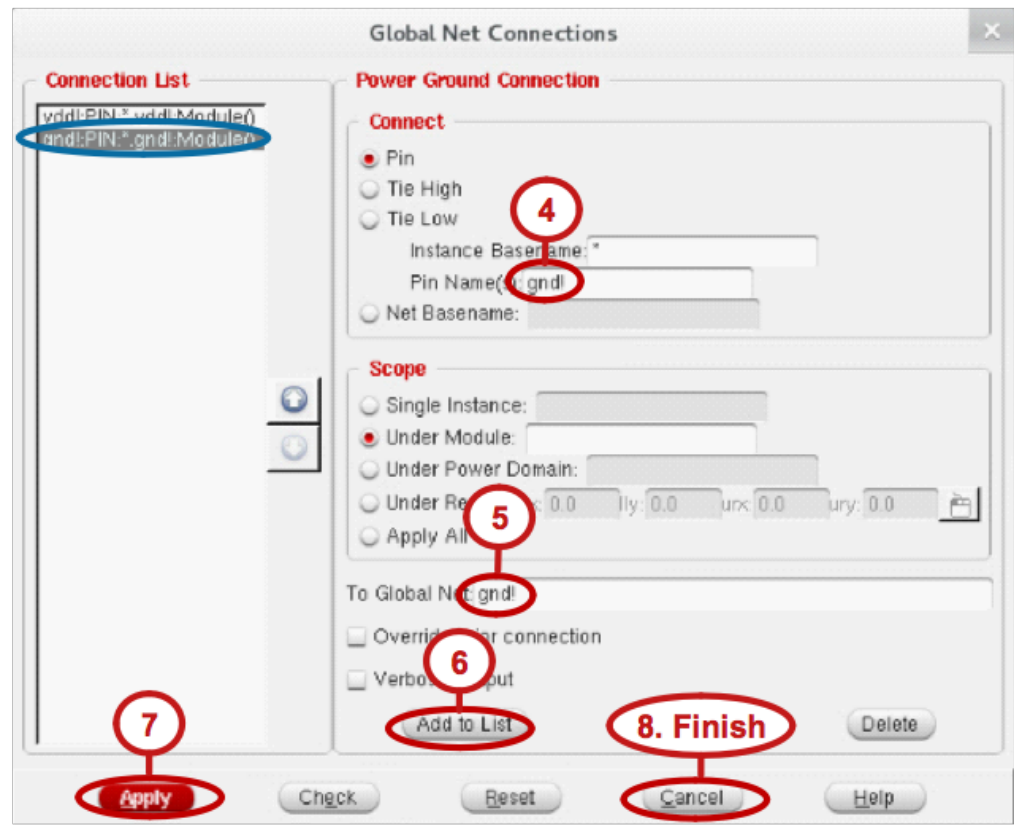 Global Net Connections
Connection List
vdd!:PIN:*.vdd!:Module()
gnd!:PIN:*.gnd!:Module()
Power Ground Connection
Connect
Pin
Tie High
Tie Low
4
Instance Basename: *
Pin Name(s): gnd!
Net Basename:
Scope
Single Instance:
Under Module:
Under Power Domain:
Under 0.0 lly: 0.0 urx: 0.0 ury: 0.0
5
Apply All
To Global Net: gnd!
Override prior connection
6
Verbose Output
Add to List
8. Finish
Delete
7
Apply
Check
Reset
Cancel
Help